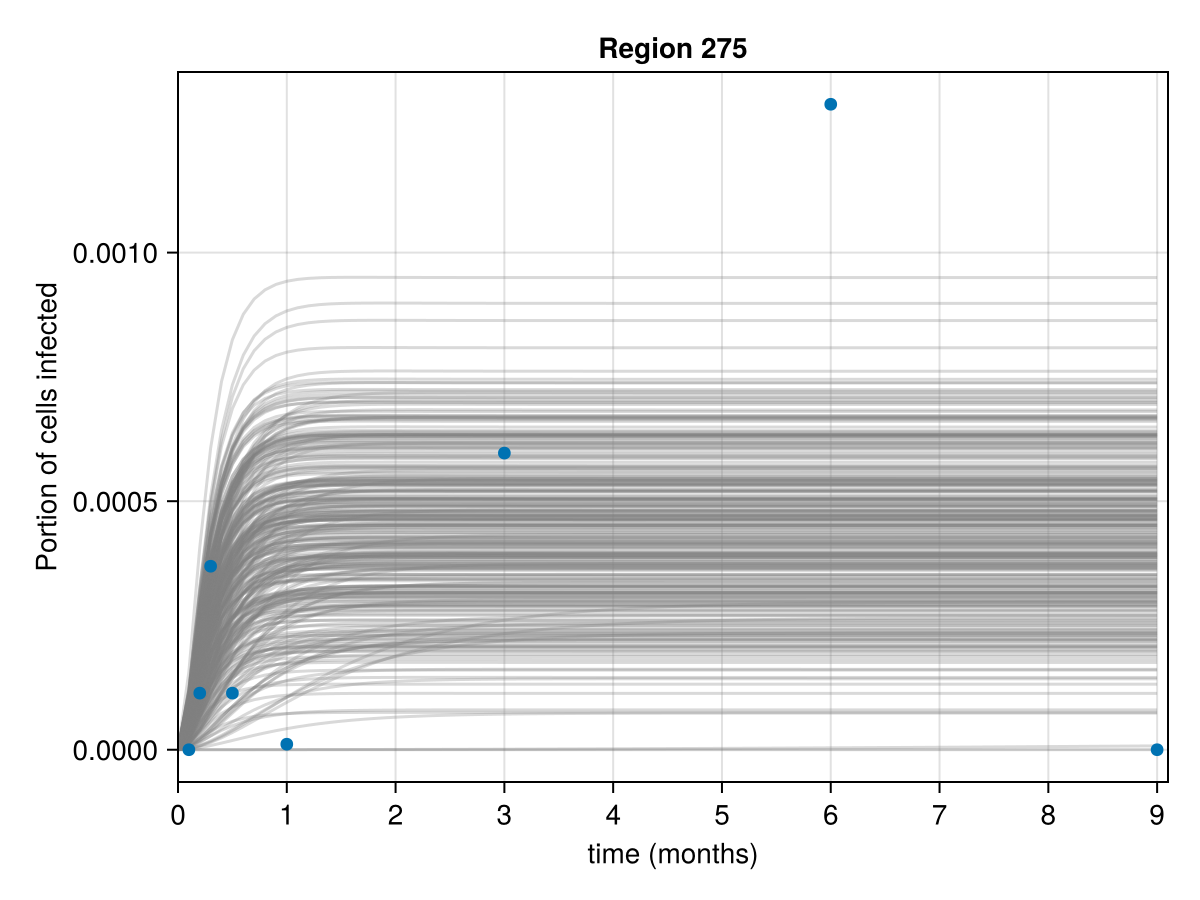 Region 275
Portion of cells infected
0.0010
0.0005
0.0000
0 1 2 3 4 5 6 7 8 9
time (months)